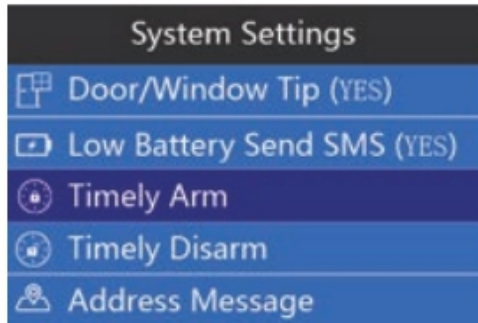 System Settings
Door/Window Tip (YES)
Low Battery Send SMS (YES)
Timely Arm
Timely Disarm
Address Message